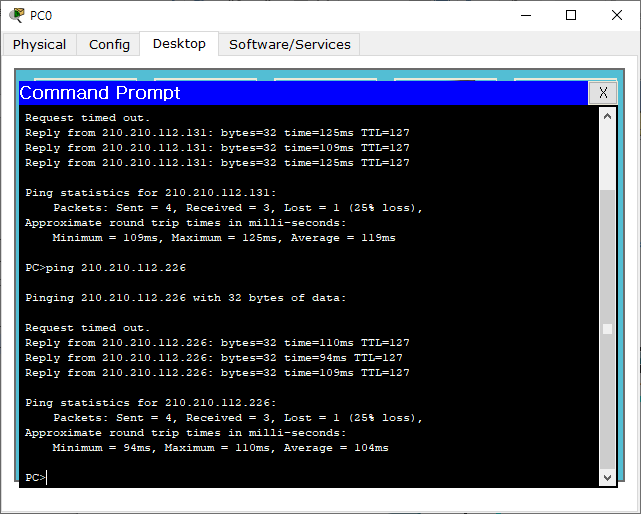 PC0
Physical Config Desktop Software/Services
Command Prompt X
Request timed out.
Reply from 210.210.112.131: bytes=32 time=125ms TTL=127
Reply from 210.210.112.131: bytes=32 time=109ms TTL=127
Reply from 210.210.112.131: bytes=32 time=125ms TTL=127
Ping statistics for 210.210.112.131:
Packets: Sent = 4, Received = 3, Lost = 1 (25% loss),
Approximate round trip times in milli-seconds:
Minimum = 109ms, Maximum = 125ms, Average = 119ms
PC>ping 210.210.112.226
Pinging 210.210.112.226 with 32 bytes of data:
Request timed out.
Reply from 210.210.112.226: bytes=32 time=110ms TTL=127
Reply from 210.210.112.226: bytes=32 time=94ms TTL=127
Reply from 210.210.112.226: bytes=32 time=109ms TTL=127
Ping statistics for 210.210.112.226:
Packets: Sent = 4, Received = 3, Lost = 1 (25% loss),
Approximate round trip times in milli-seconds:
Minimum = 94ms, Maximum = 110ms, Average = 104ms
PC>